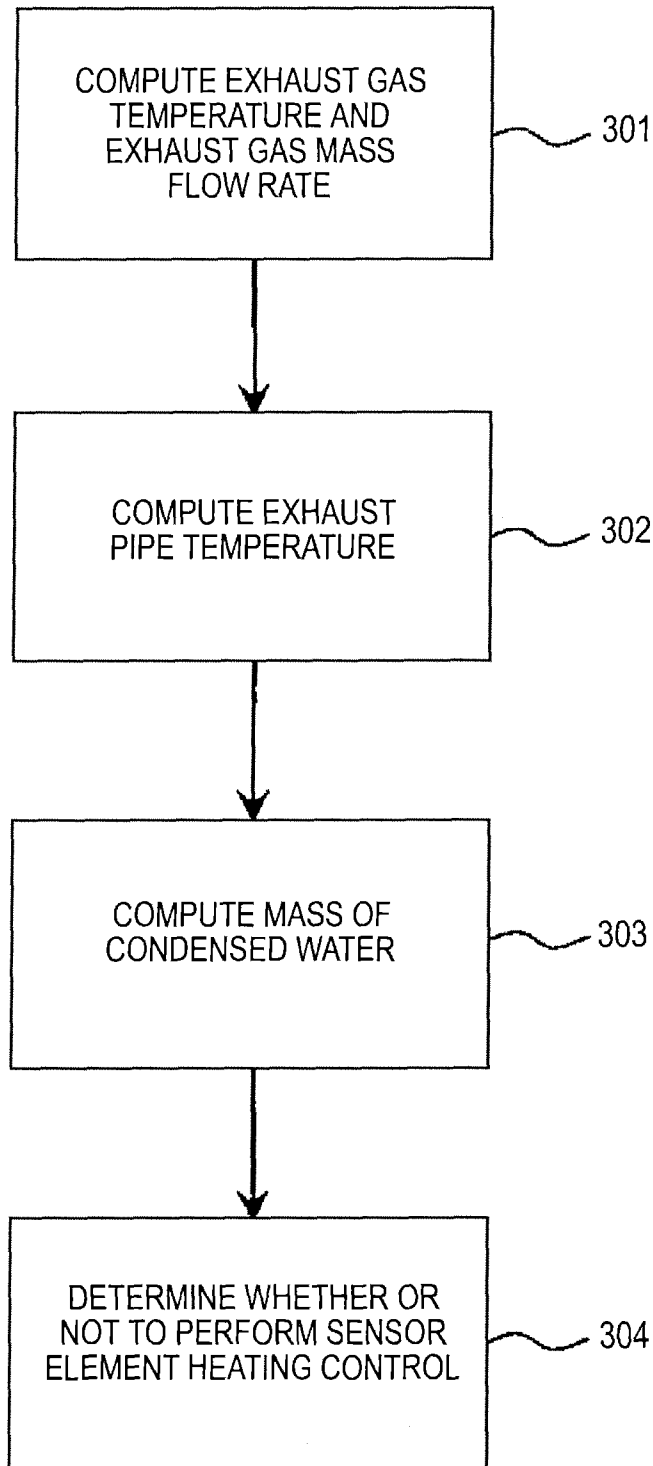 COMPUTE EXHAUST GAS
TEMPERATURE AND
EXHAUST GAS MASS
FLOW RATE
301
COMPUTE EXHAUST
PIPE TEMPERATURE
302
COMPUTE MASS OF
CONDENSED WATER
303
DETERMINE WHETHER OR
NOT TO PERFORM SENSOR
ELEMENT HEATING CONTROL
304